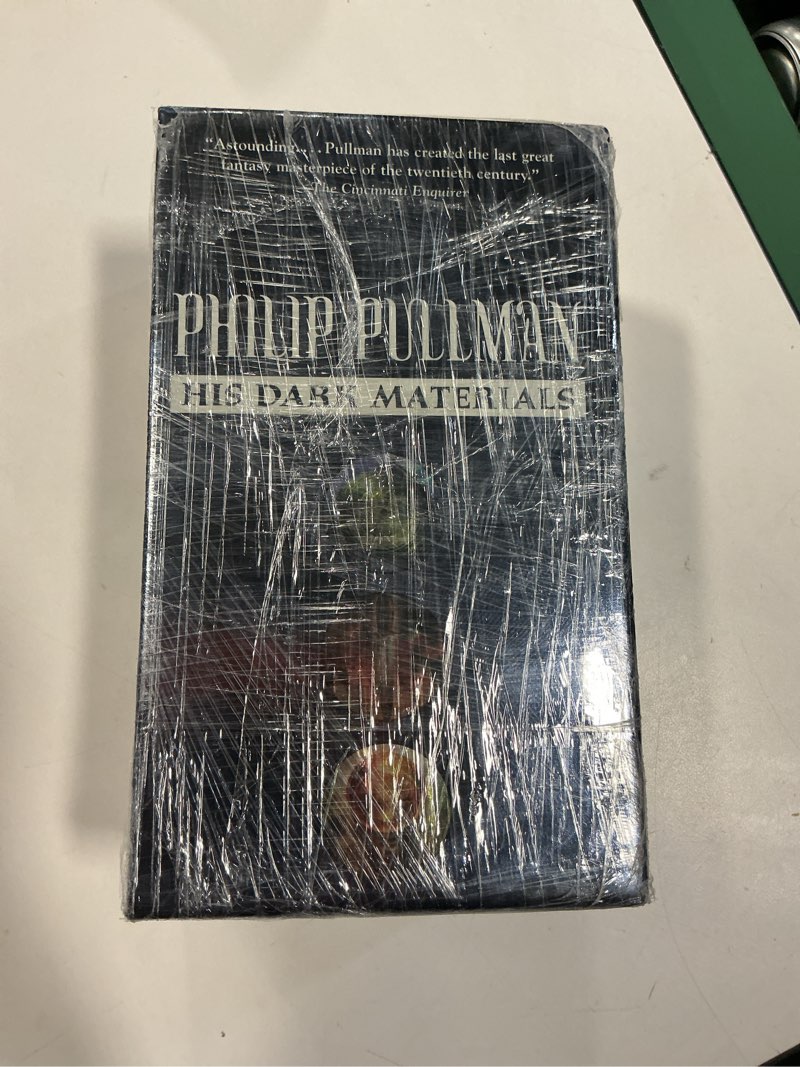 “Astounding. . . . Pullman has created the last great
fantasy masterpiece of the twentieth century.”
—The Cincinnati Enquirer
PHILIP PULLMAN
HIS DARK MATERIALS